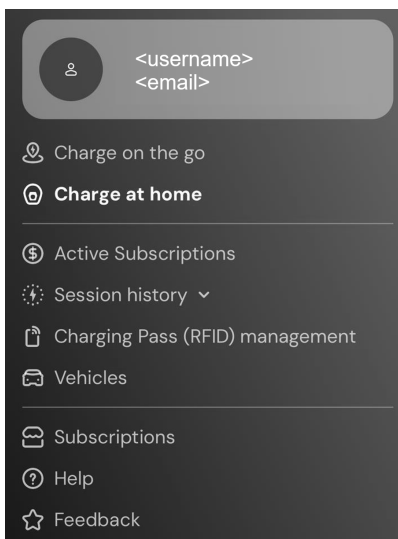 <username>
<email>
Charge on the go
Charge at home
Active Subscriptions
Session history
Charging Pass (RFID) management
Vehicles
Subscriptions
Help
Feedback